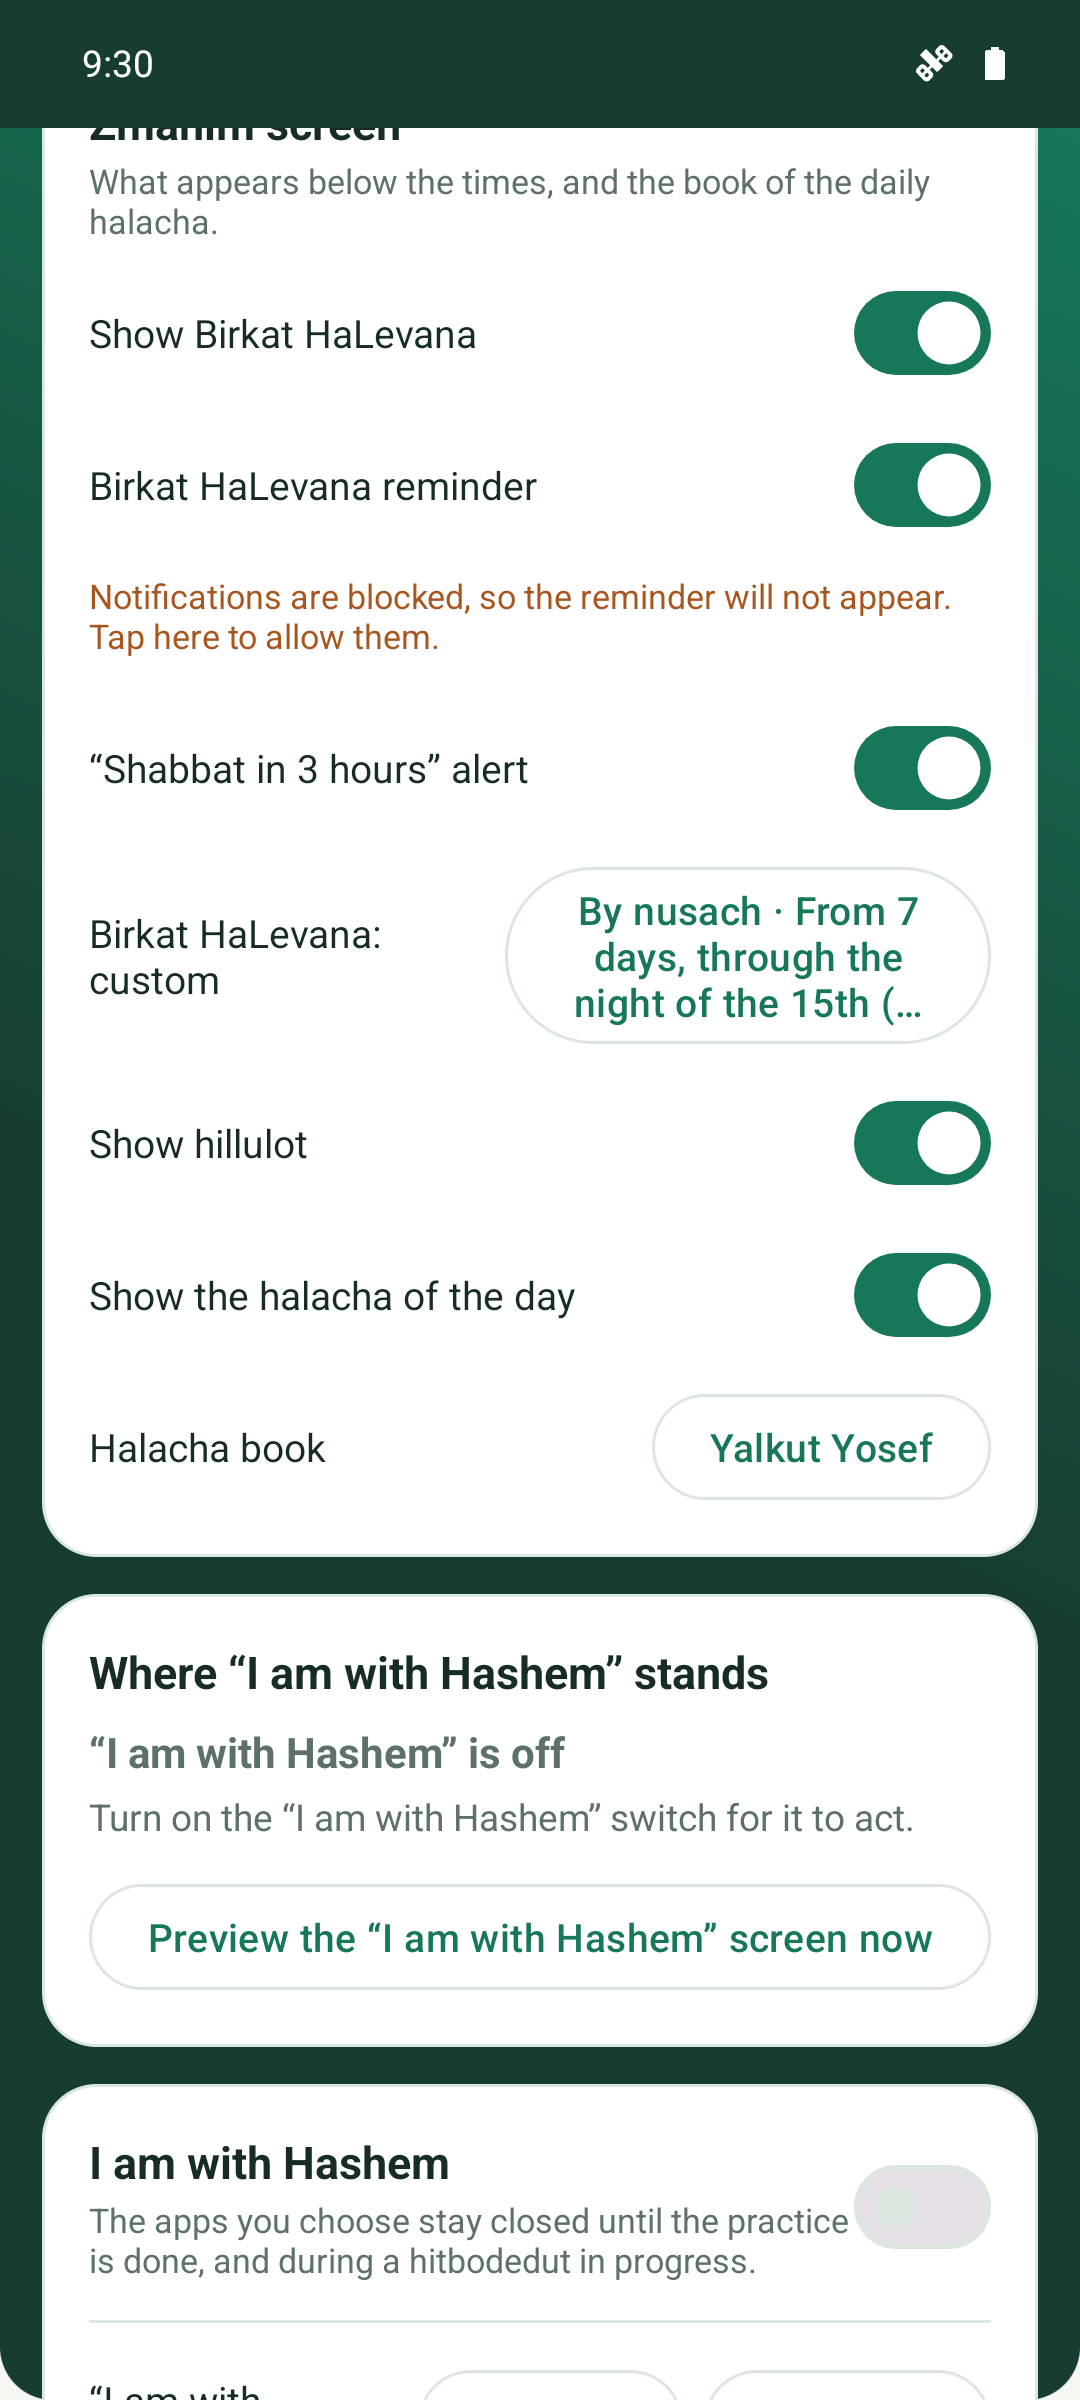 9:30
Zmanim screen
What appears below the times, and the book of the daily
halacha.
Show Birkat HaLevana
Birkat HaLevana reminder
Notifications are blocked, so the reminder will not appear.
Tap here to allow them.
“Shabbat in 3 hours” alert
Birkat HaLevana:
custom
By nusach · From 7
days, through the
night of the 15th (…
Show hillulot
Show the halacha of the day
Halacha book
Yalkut Yosef
Where “I am with Hashem” stands
“I am with Hashem” is off
Turn on the “I am with Hashem” switch for it to act.
Preview the “I am with Hashem” screen now
I am with Hashem
The apps you choose stay closed until the practice
is done, and during a hitbodedut in progress.
“I am with